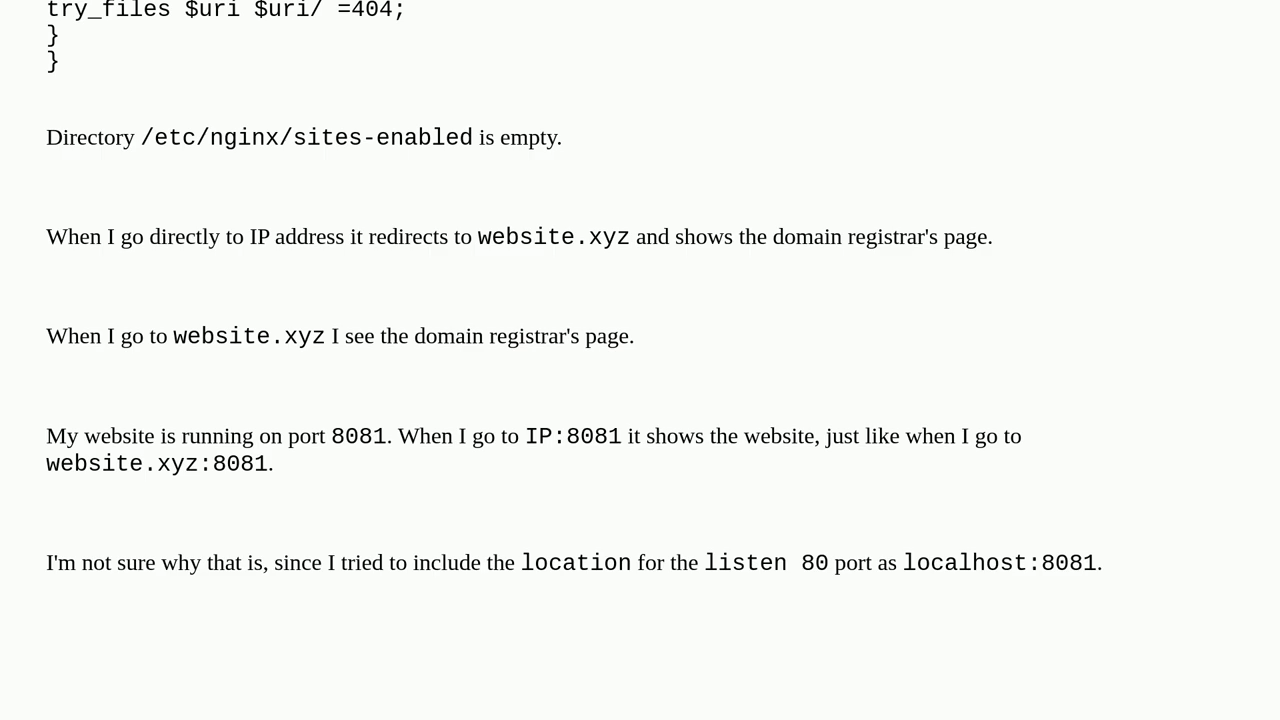 try_files $uri $uri/ =404;
}
}
Directory /etc/nginx/sites-enabled is empty.
When I go directly to IP address it redirects to website.xyz and shows the domain registrar's page.
When I go to website.xyz I see the domain registrar's page.
My website is running on port 8081. When I go to IP:8081 it shows the website, just like when I go to
website.xyz:8081.
I'm not sure why that is, since I tried to include the location for the listen 80 port as localhost:8081.